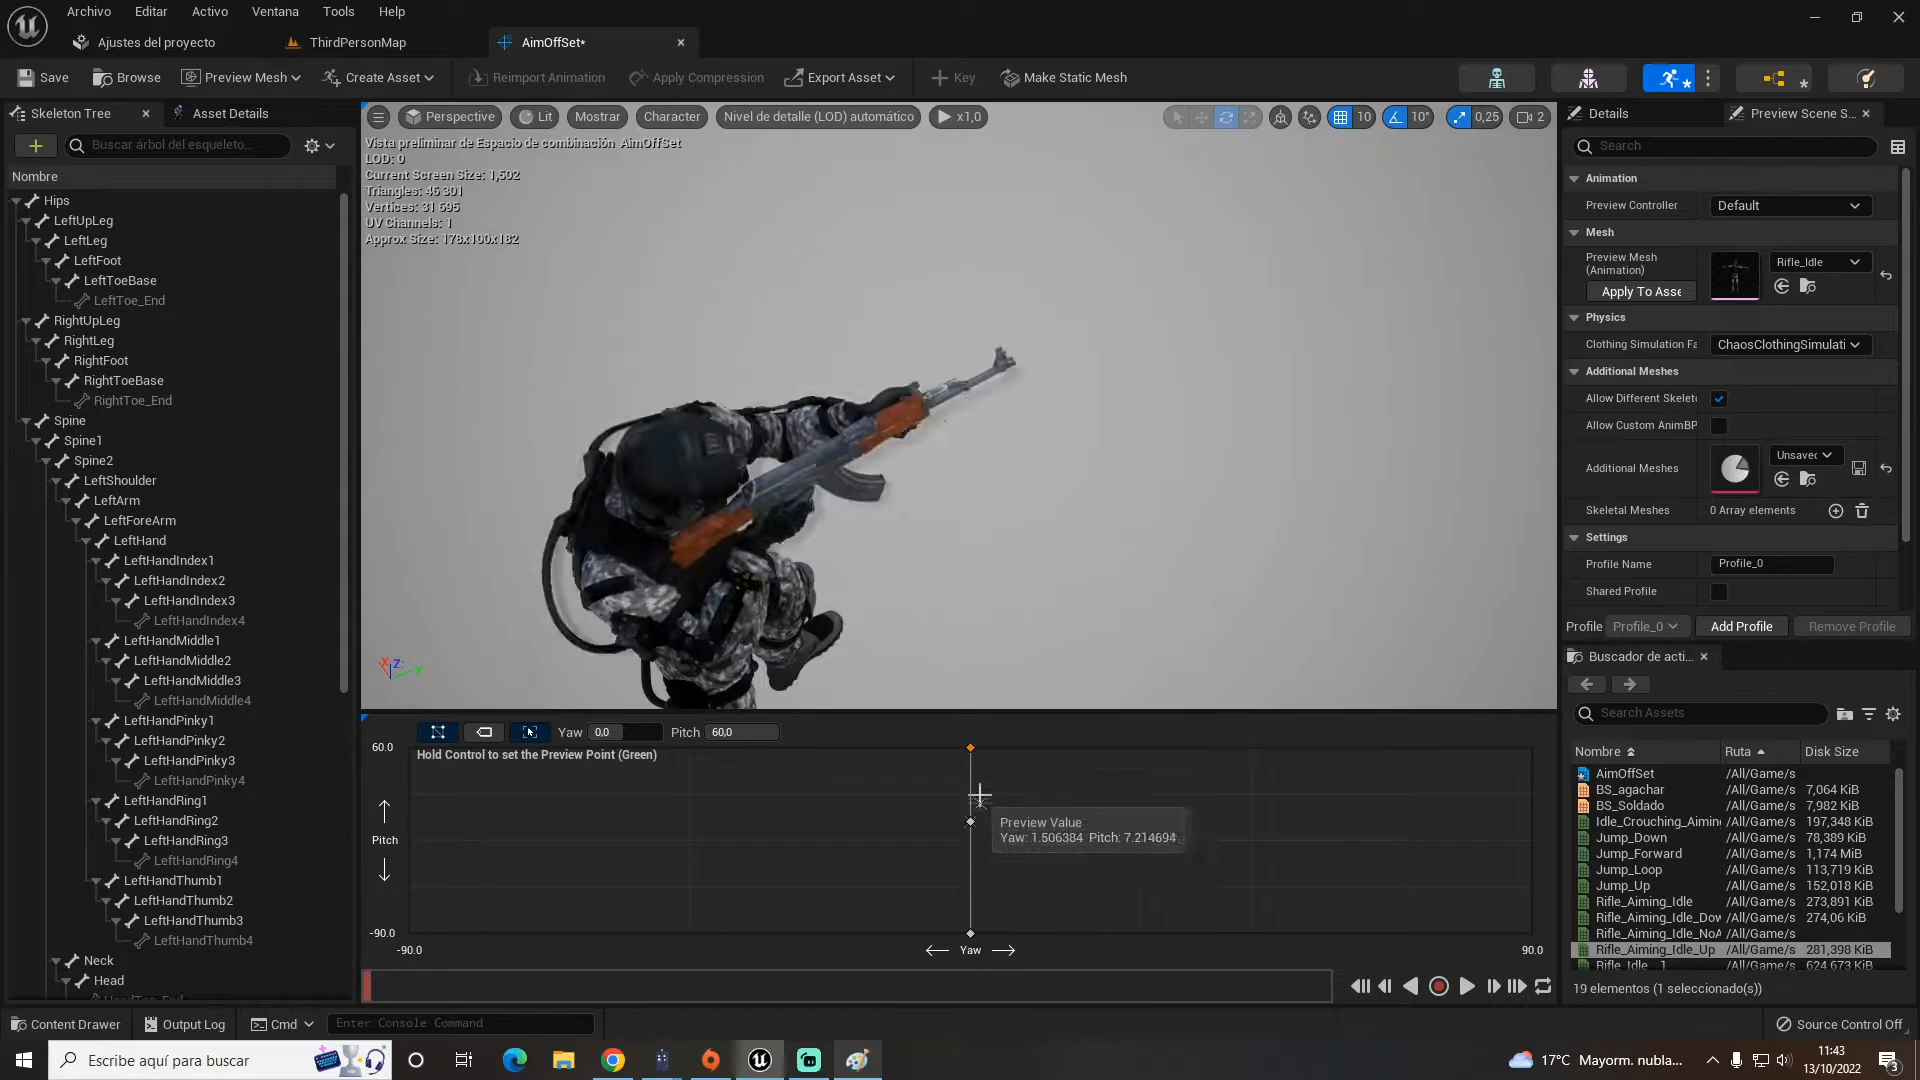 Archivo Editar Activo Ventana Tools Help
Ajustes del proyecto ThirdPersonMap AimOffSet*
Save Browse Preview Mesh Create Asset Reimport Animation Apply Compression Export Asset Key Make Static Mesh
Skeleton Tree Asset Details
Buscar árbol del esqueleto...
Nombre
Hips
LeftUpLeg
LeftLeg
LeftFoot
LeftToeBase
LeftToe_End
RightUpLeg
RightLeg
RightFoot
RightToeBase
RightToe_End
Spine
Spine1
Spine2
LeftShoulder
LeftArm
LeftForeArm
LeftHand
LeftHandIndex1
LeftHandIndex2
LeftHandIndex3
LeftHandIndex4
LeftHandMiddle1
LeftHandMiddle2
LeftHandMiddle3
LeftHandMiddle4
LeftHandPinky1
LeftHandPinky2
LeftHandPinky3
LeftHandPinky4
LeftHandRing1
LeftHandRing2
LeftHandRing3
LeftHandRing4
LeftHandThumb1
LeftHandThumb2
LeftHandThumb3
LeftHandThumb4
Neck
Head
Perspective Lit Mostrar Character Nivel de detalle (LOD) automático x1,0 10 10° 0,25 2
Vista preliminar de Espacio de combinación AimOffSet
LOD: 0
Current Screen Size: 1,502
Triangles: 46 301
Vertices: 31 695
UV Channels: 1
Approx Size: 178x100x182
X Z: Y
Yaw 0,0 Pitch 60,0
60.0 Hold Control to set the Preview Point (Green)
Preview Value
Yaw: 1.506384 Pitch: 7.214694
Pitch
-90.0
-90.0 Yaw 90.0
Details Preview Scene S...
Search
Animation
Preview Controller Default
Mesh
Preview Mesh
(Animation)
Rifle_Idle
Apply To Asse
Physics
Clothing Simulation Fa ChaosClothingSimulati
Additional Meshes
Allow Different Skelet
Allow Custom AnimBP
Additional Meshes Unsaved
Skeletal Meshes 0 Array elements
Settings
Profile Name Profile_0
Shared Profile
Profile Profile_0 Add Profile Remove Profile
Buscador de acti...
Search Assets
Nombre Ruta Disk Size
AimOffSet /All/Game/s
BS_agachar /All/Game/s 7,064 KiB
BS_Soldado /All/Game/s 7,982 KiB
Idle_Crouching_Aimin /All/Game/s 197,348 KiB
Jump_Down /All/Game/s 78,389 KiB
Jump_Forward /All/Game/s 1,174 MiB
Jump_Loop /All/Game/s 113,719 KiB
Jump_Up /All/Game/s 152,018 KiB
Rifle_Aiming_Idle /All/Game/s 273,891 KiB
Rifle_Aiming_Idle_Dow /All/Game/s 274,06 KiB
Rifle_Aiming_Idle_NoA /All/Game/s
Rifle_Aiming_Idle_Up /All/Game/s 281,398 KiB
Rifle_Idle__1 /All/Game/s 624,673 KiB
19 elementos (1 seleccionado(s))
Content Drawer Output Log Cmd Enter Console Command Source Control Off
Escribe aquí para buscar 17°C Mayorm. nubla... 11:43
13/10/2022 3